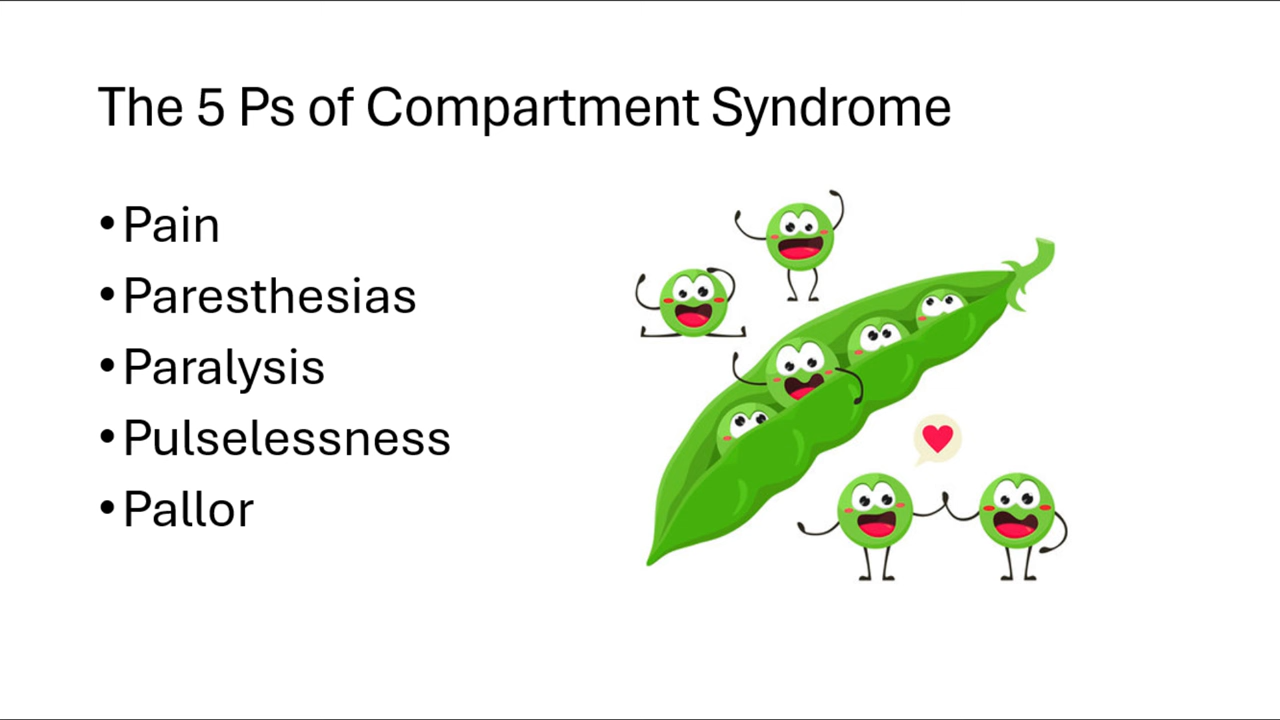 The 5 Ps of Compartment Syndrome
•Pain
•Paresthesias
•Paralysis
•Pulselessness
•Pallor